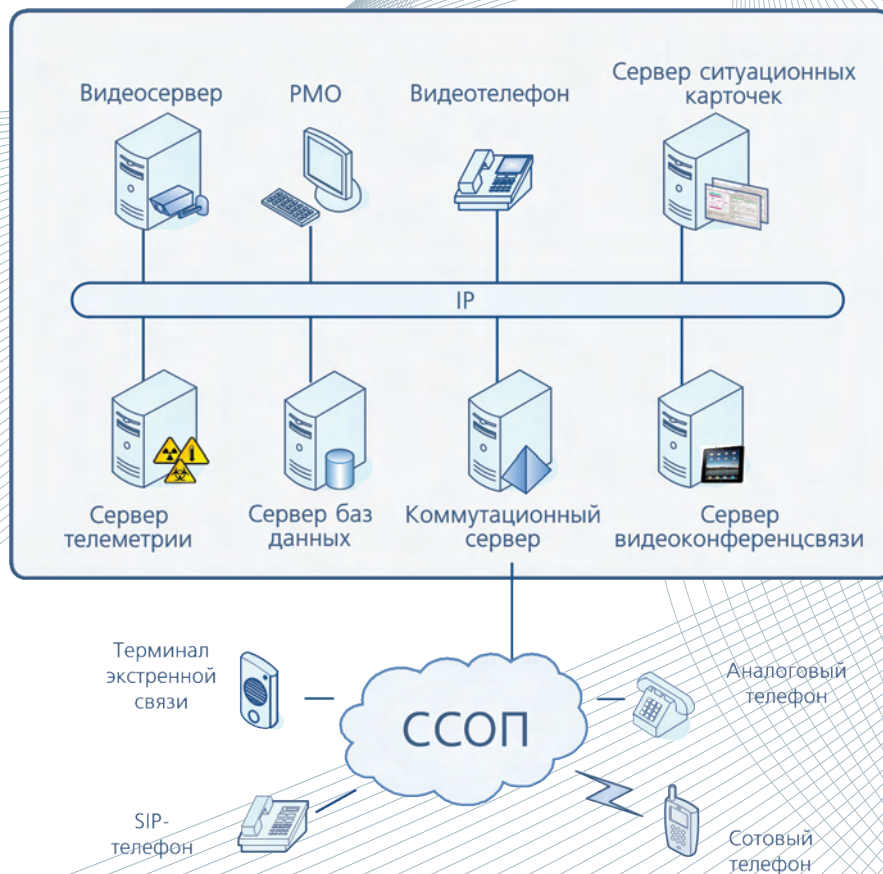 Видеосервер
РМО
Видеотелефон
Сервер ситуационных
карточек
IP
Сервер
телеметрии
Сервер баз
данных
Коммутационный
сервер
Сервер
видеоконференцсвязи
Терминал
экстренной
связи
ССОП
Аналоговый
телефон
SIP-
телефон
Сотовый
телефон